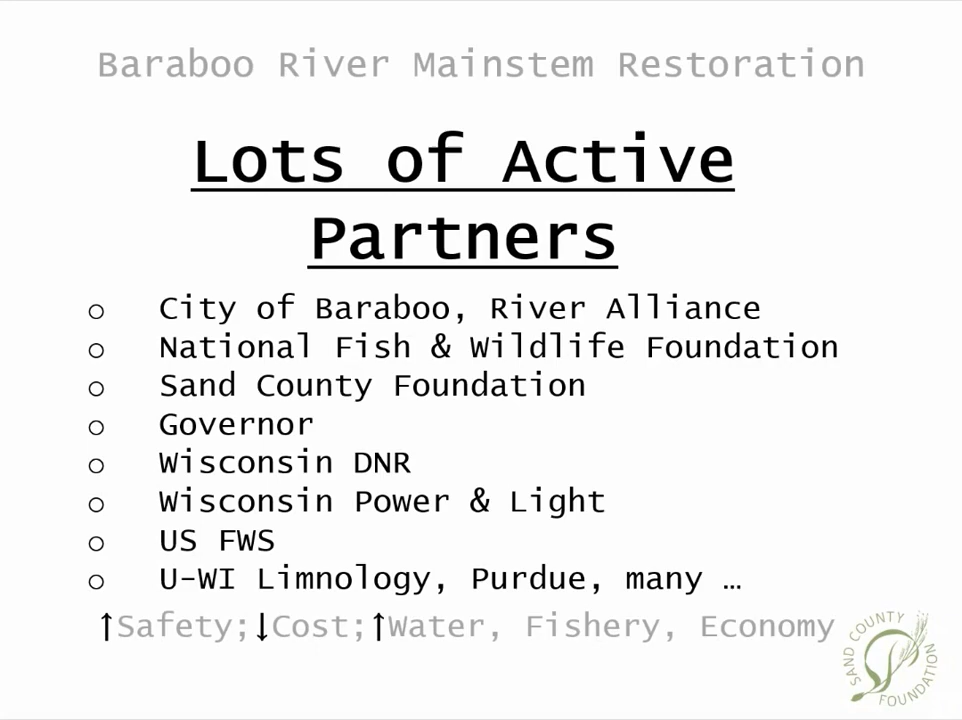 Baraboo River Mainstem Restoration
Lots of Active
Partners
o City of Baraboo, River Alliance
o National Fish & Wildlife Foundation
o Sand County Foundation
o Governor
o Wisconsin DNR
o Wisconsin Power & Light
o US FWS
o U-WI Limnology, Purdue, many …
↑Safety;↓Cost;↑Water, Fishery, Economy
SAND COUNTY
FOUNDATION